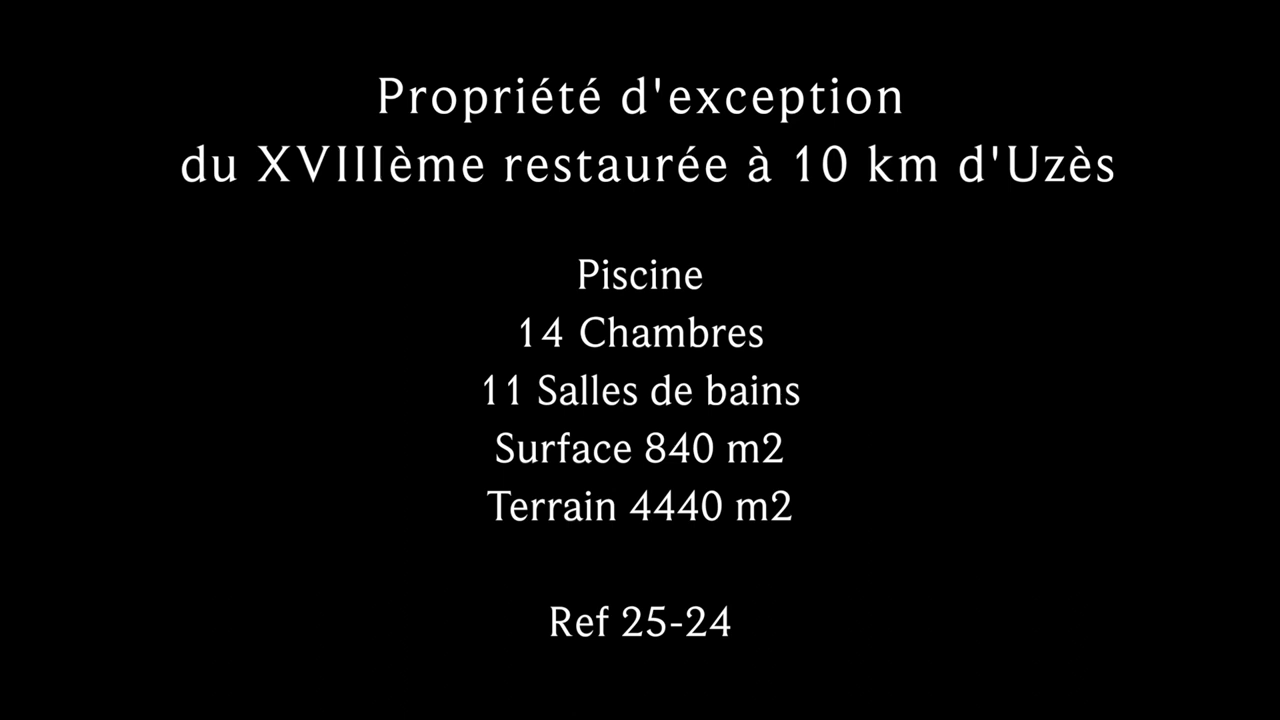 Propriété d'exception
du XVIIIème restaurée à 10 km d'Uzès
Piscine
14 Chambres
11 Salles de bains
Surface 840 m2
Terrain 4440 m2
Ref 25-24